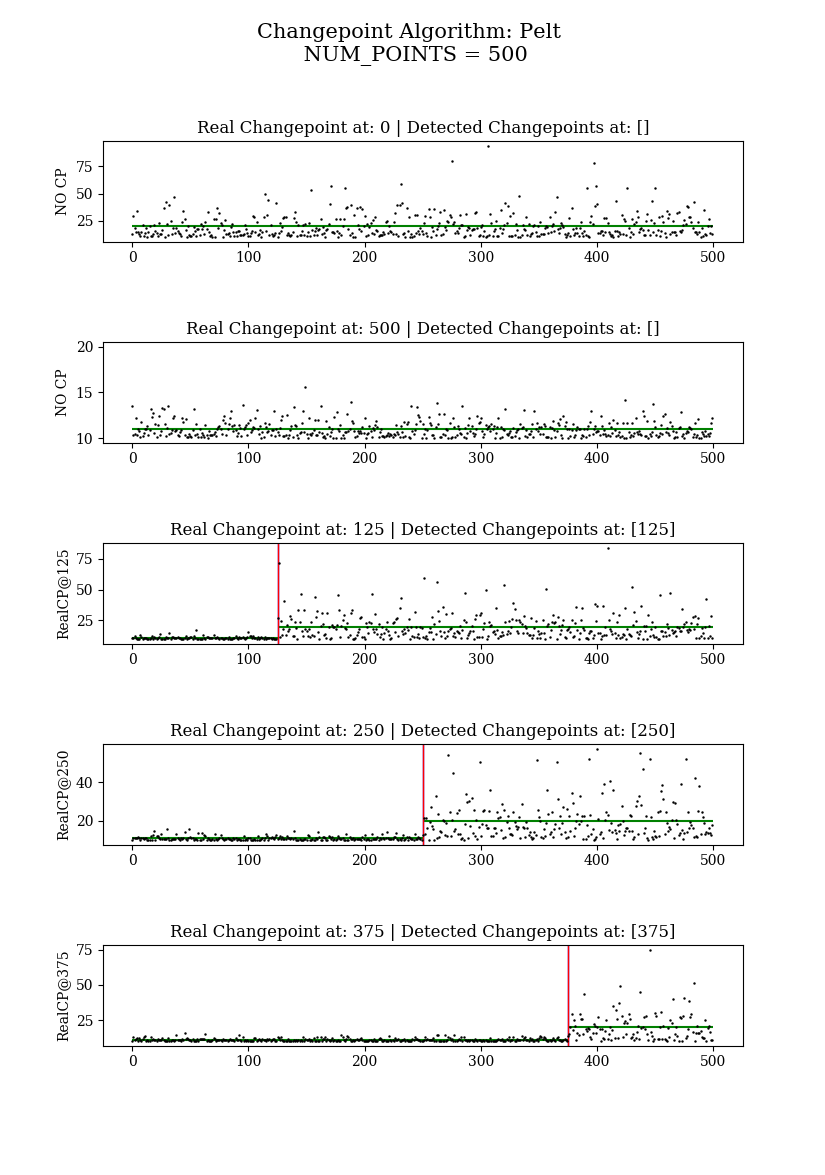 Changepoint Algorithm: Pelt
NUM_POINTS = 500
Real Changepoint at: 0 | Detected Changepoints at: []
NO CP
75
50
25
0 100 200 300 400 500
Real Changepoint at: 500 | Detected Changepoints at: []
NO CP
20
15
10
0 100 200 300 400 500
Real Changepoint at: 125 | Detected Changepoints at: [125]
RealCP@125
75
50
25
0 100 200 300 400 500
Real Changepoint at: 250 | Detected Changepoints at: [250]
RealCP@250
40
20
0 100 200 300 400 500
Real Changepoint at: 375 | Detected Changepoints at: [375]
RealCP@375
75
50
25
0 100 200 300 400 500